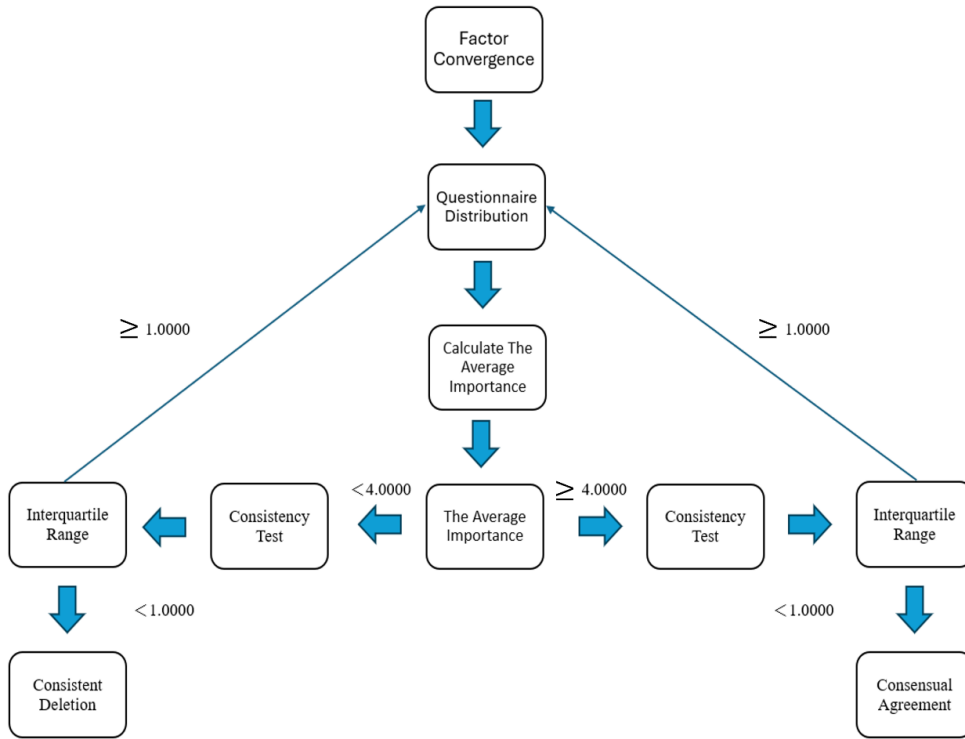 Factor
Convergence
Questionnaire
Distribution
≥ 1.0000
≥ 1.0000
Calculate The
Average
Importance
<4.0000
≥ 4.0000
Interquartile
Range
Consistency
Test
The Average
Importance
Consistency
Test
Interquartile
Range
<1.0000
<1.0000
Consistent
Deletion
Consensual
Agreement